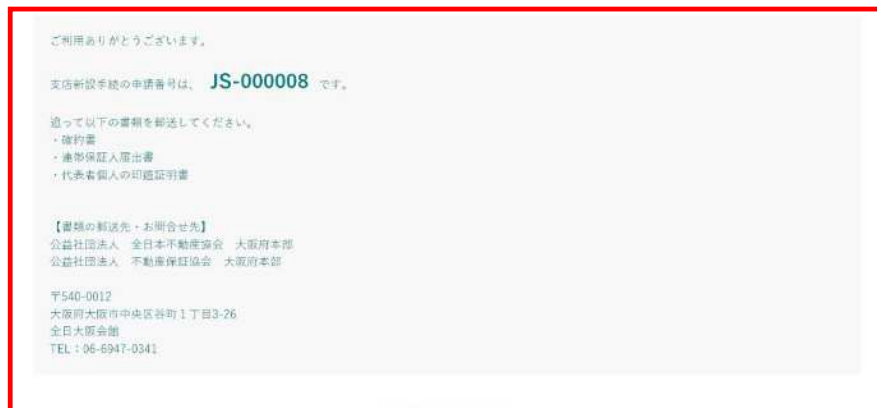 ご利用ありがとうございます。
支店新設手続の申請番号は、 JS-000008 です。
追って以下の書類を郵送してください。
・確約書
・連帯保証人届出書
・代表者個人の印鑑証明書
【書類の郵送先・お問合せ先】
公益社団法人 全日本不動産協会 大阪府本部
公益社団法人 不動産保証協会 大阪府本部
〒540-0012
大阪府大阪市中央区谷町1丁目3-26
全日大阪会館
TEL：06-6947-0341